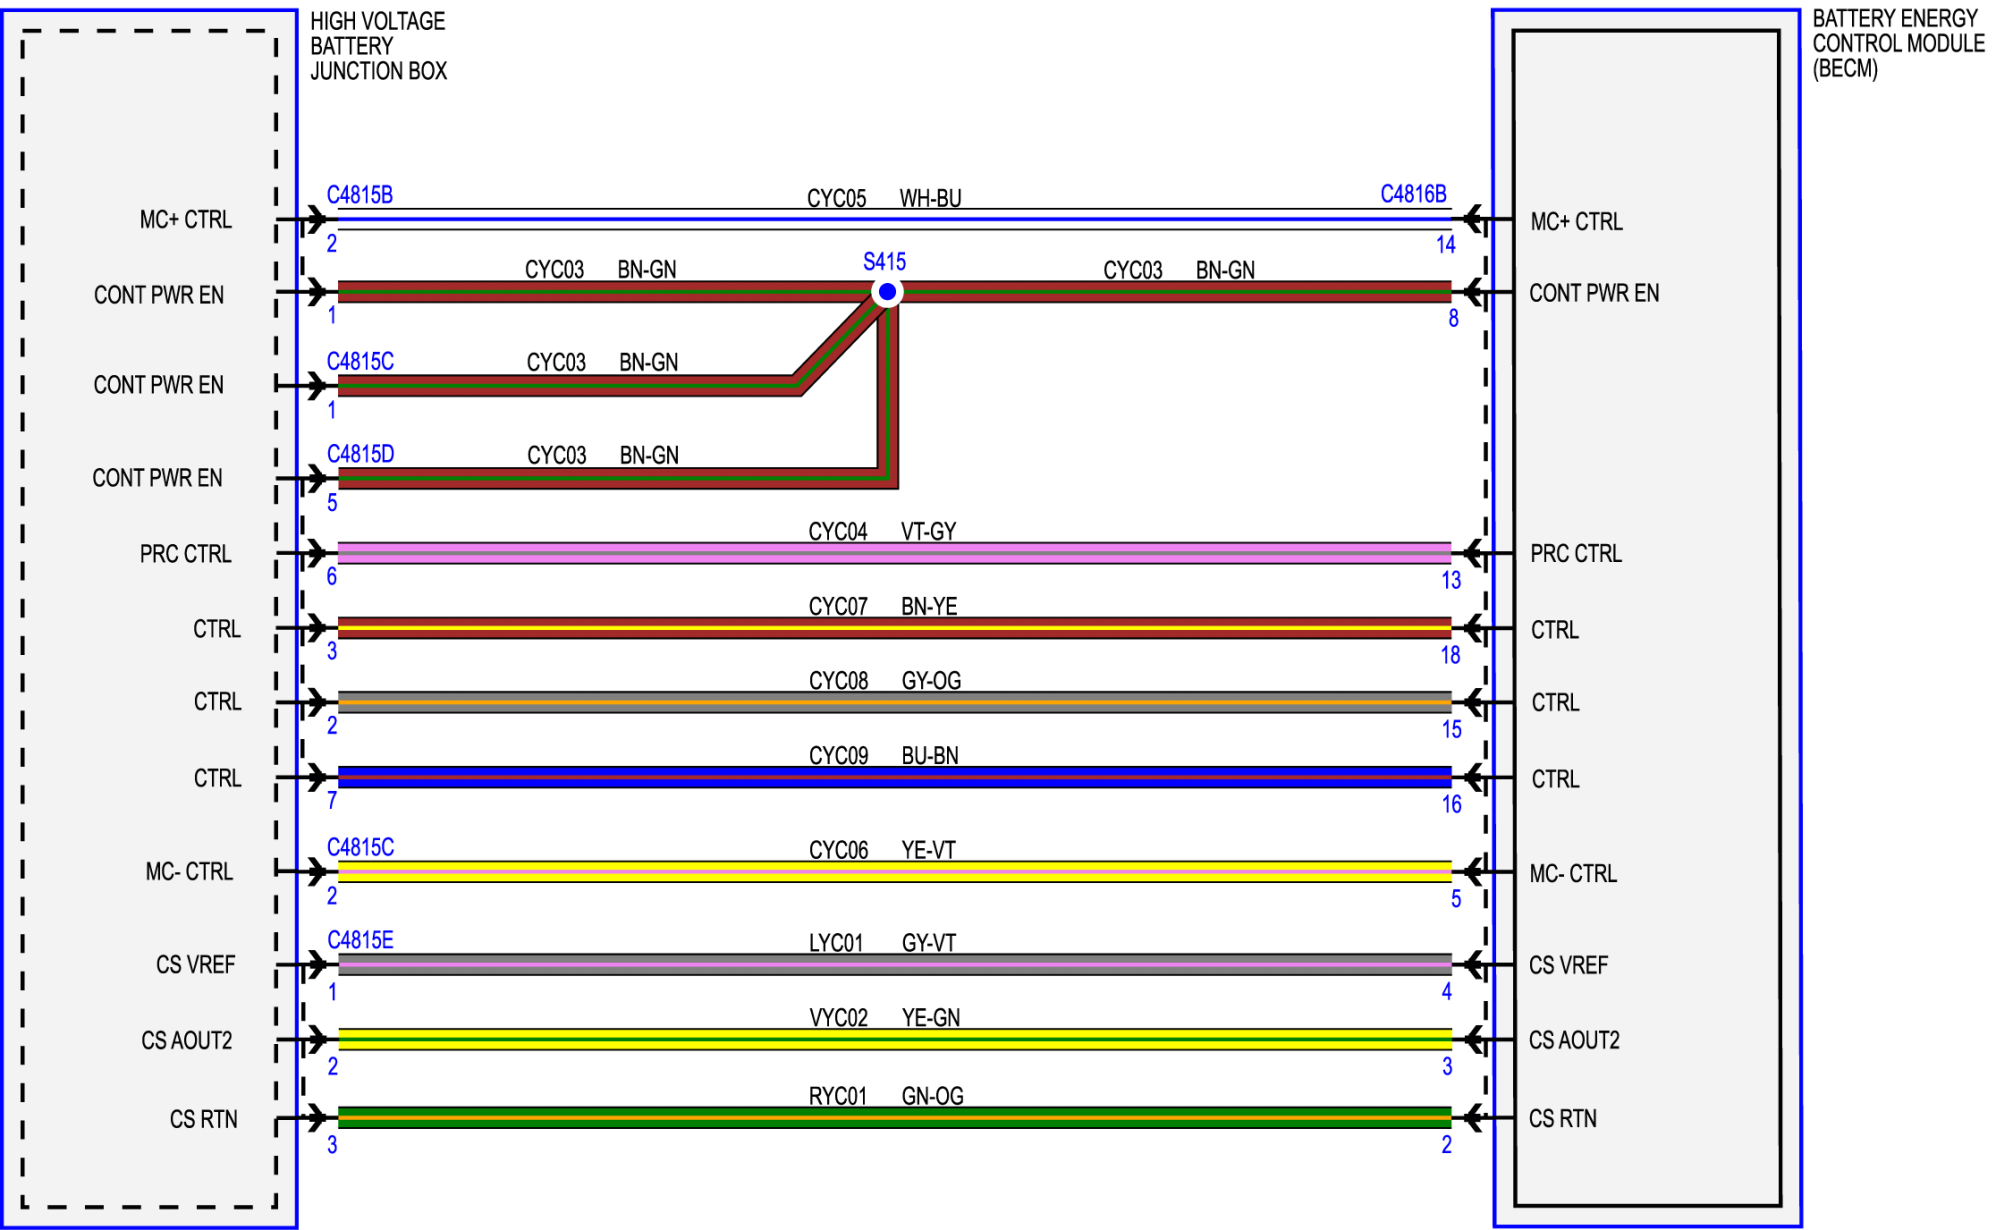 HIGH VOLTAGE
BATTERY
JUNCTION BOX
BATTERY ENERGY
CONTROL MODULE
(BECM)
C4815B CYC05 WH-BU C4816B
MC+ CTRL 2 14 MC+ CTRL
CYC03 BN-GN S415 CYC03 BN-GN
CONT PWR EN 1 8 CONT PWR EN
C4815C CYC03 BN-GN
CONT PWR EN 1
C4815D CYC03 BN-GN
CONT PWR EN 5
CYC04 VT-GY
PRC CTRL 6 13 PRC CTRL
CYC07 BN-YE
CTRL 3 18 CTRL
CYC08 GY-OG
CTRL 2 15 CTRL
CYC09 BU-BN
CTRL 7 16 CTRL
C4815C CYC06 YE-VT
MC- CTRL 2 5 MC- CTRL
C4815E LYC01 GY-VT
CS VREF 1 4 CS VREF
VYC02 YE-GN
CS AOUT2 2 3 CS AOUT2
RYC01 GN-OG
CS RTN 3 2 CS RTN